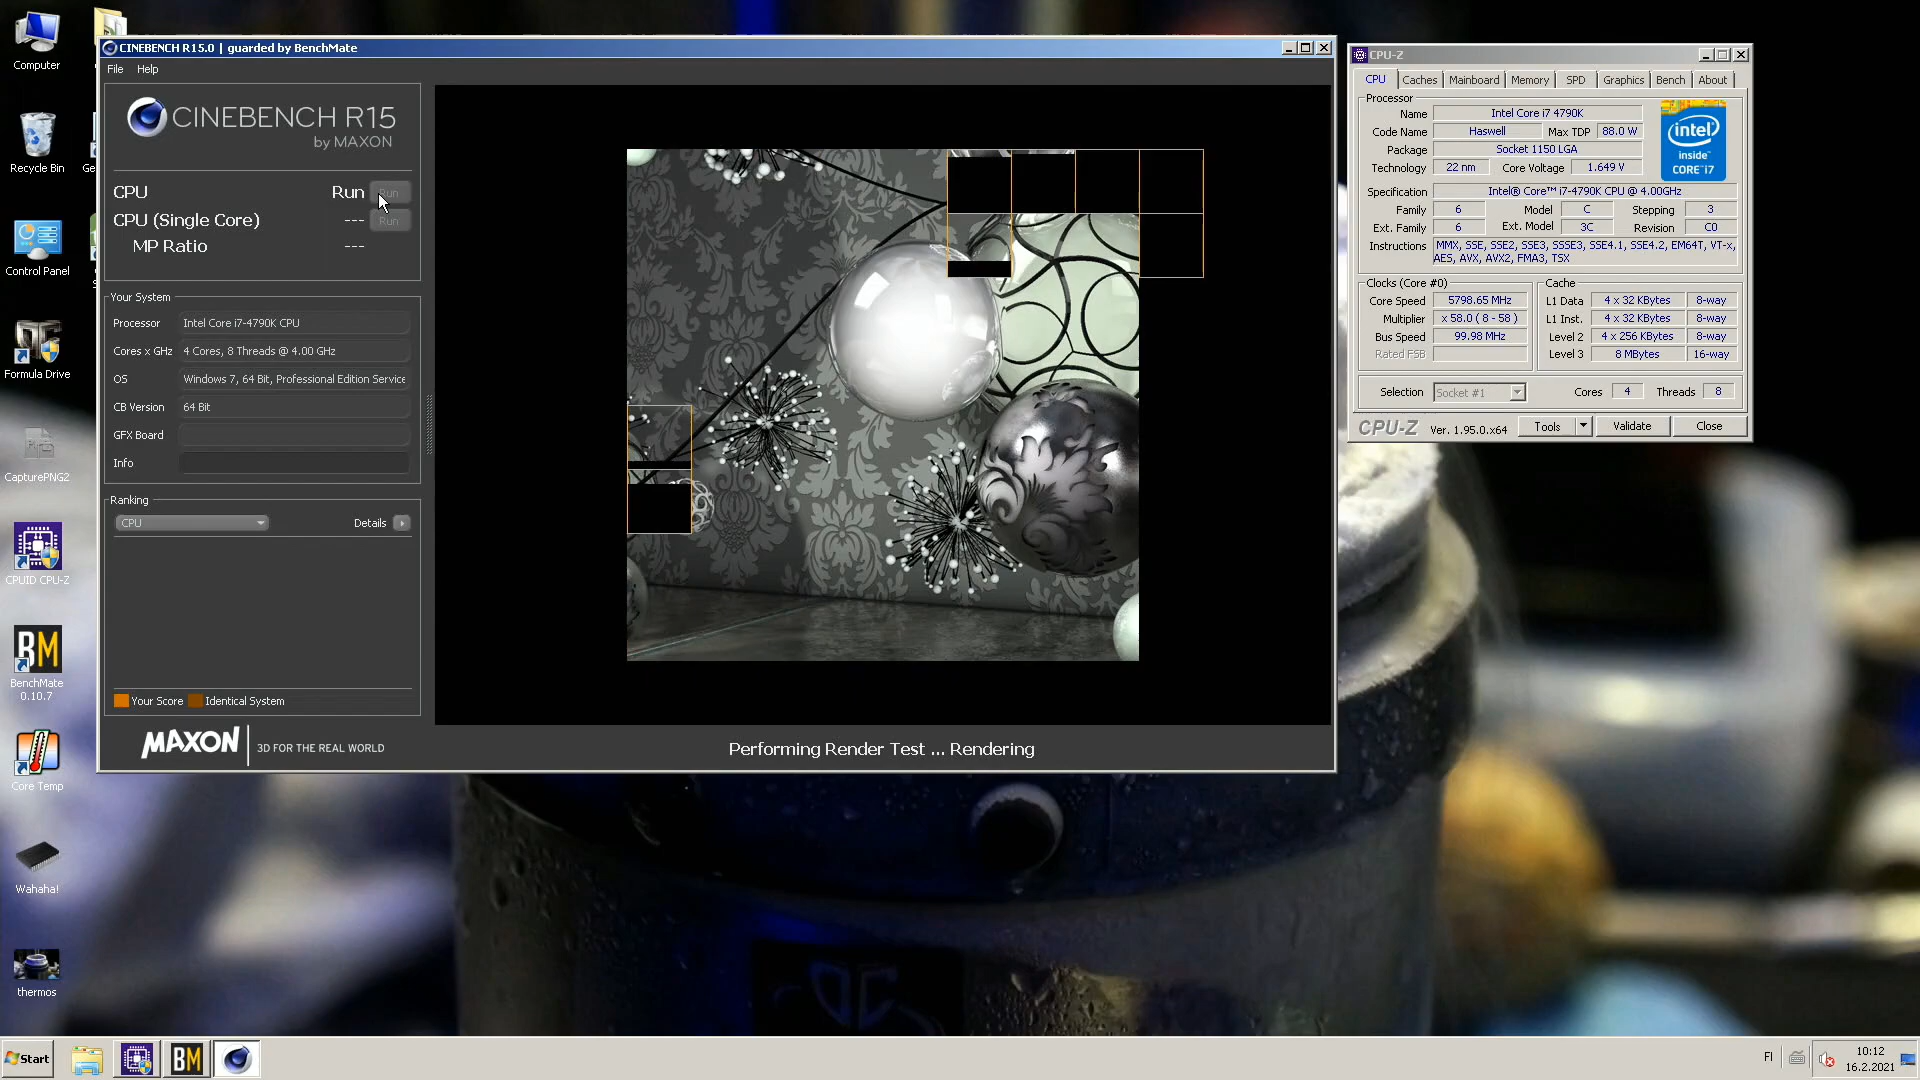 Computer
Recycle Bin
Ge
Control Panel
Formula Drive
CapturePNG2
CPUID CPU-Z
BM
BenchMate
0.10.7
Core Temp
Wahaha!
thermos
CINEBENCH R15.0 | guarded by BenchMate
File Help
CINEBENCH R15
by MAXON
CPU Run Run
CPU (Single Core) --- Run
MP Ratio ---
Your System
Processor Intel Core i7-4790K CPU
Cores x GHz 4 Cores, 8 Threads @ 4.00 GHz
OS Windows 7, 64 Bit, Professional Edition Service
CB Version 64 Bit
GFX Board
Info
Ranking
CPU Details
Your Score Identical System
MAXON 3D FOR THE REAL WORLD
Performing Render Test ... Rendering
CPU-Z
CPU Caches Mainboard Memory SPD Graphics Bench About
Processor
Name Intel Core i7 4790K
Code Name Haswell Max TDP 88.0 W
Package Socket 1150 LGA
Technology 22 nm Core Voltage 1.649 V
intel
inside™
CORE™i7
Specification Intel® Core™ i7-4790K CPU @ 4.00GHz
Family 6 Model C Stepping 3
Ext. Family 6 Ext. Model 3C Revision C0
Instructions MMX, SSE, SSE2, SSE3, SSSE3, SSE4.1, SSE4.2, EM64T, VT-x,
AES, AVX, AVX2, FMA3, TSX
Clocks (Core #0)
Core Speed 5798.65 MHz
Multiplier x 58.0 ( 8 - 58 )
Bus Speed 99.98 MHz
Rated FSB
Cache
L1 Data 4 x 32 KBytes 8-way
L1 Inst. 4 x 32 KBytes 8-way
Level 2 4 x 256 KBytes 8-way
Level 3 8 MBytes 16-way
Selection Socket #1 Cores 4 Threads 8
CPU-Z Ver. 1.95.0.x64 Tools Validate Close
Start
BM
FI
10:12
16.2.2021